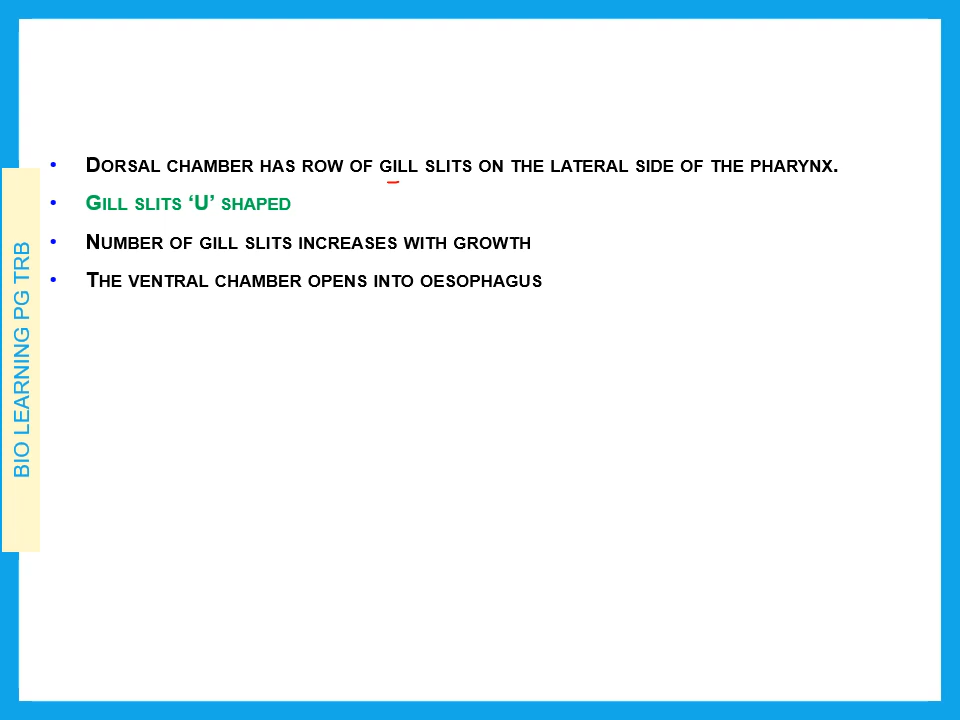 • Dorsal chamber has row of gill slits on the lateral side of the pharynx.
• Gill slits ‘U’ shaped
• Number of gill slits increases with growth
• The ventral chamber opens into oesophagus
BIO LEARNING PG TRB